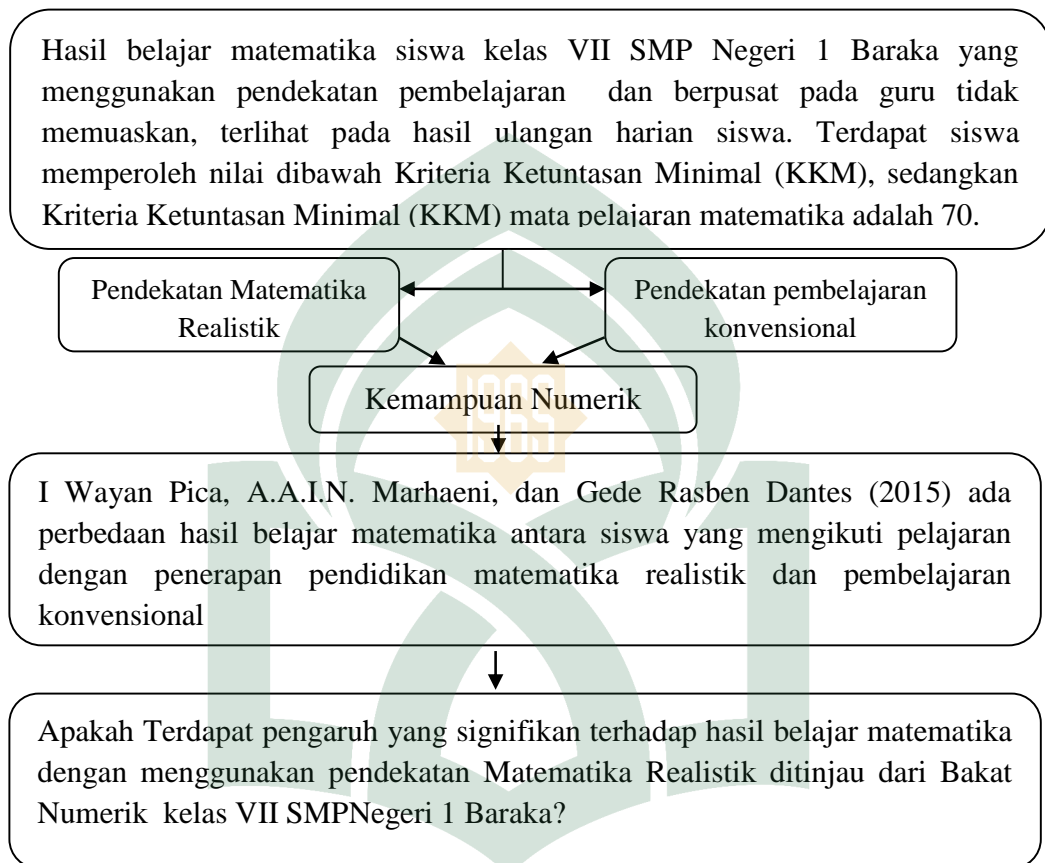 Hasil belajar matematika siswa kelas VII SMP Negeri 1 Baraka yang
menggunakan pendekatan pembelajaran dan berpusat pada guru tidak
memuaskan, terlihat pada hasil ulangan harian siswa. Terdapat siswa
memperoleh nilai dibawah Kriteria Ketuntasan Minimal (KKM), sedangkan
Kriteria Ketuntasan Minimal (KKM) mata pelajaran matematika adalah 70.
Pendekatan Matematika
Realistik
Pendekatan pembelajaran
konvensional
Kemampuan Numerik
1965
I Wayan Pica, A.A.I.N. Marhaeni, dan Gede Rasben Dantes (2015) ada
perbedaan hasil belajar matematika antara siswa yang mengikuti pelajaran
dengan penerapan pendidikan matematika realistik dan pembelajaran
konvensional
Apakah Terdapat pengaruh yang signifikan terhadap hasil belajar matematika
dengan menggunakan pendekatan Matematika Realistik ditinjau dari Bakat
Numerik kelas VII SMPNegeri 1 Baraka?